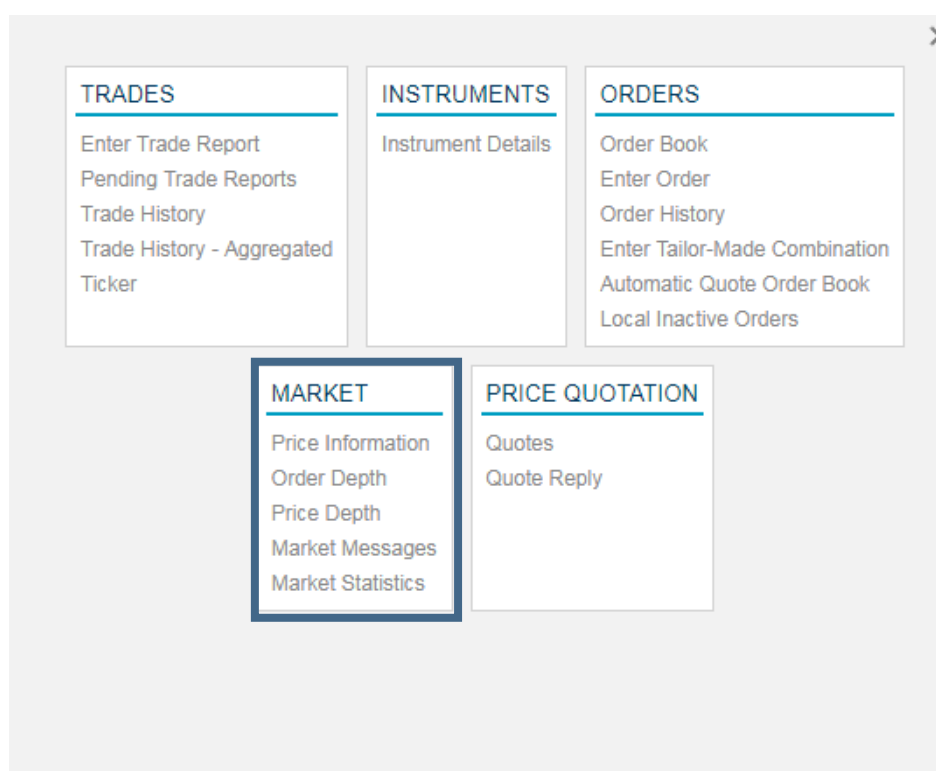 TRADES
Enter Trade Report
Pending Trade Reports
Trade History
Trade History - Aggregated
Ticker
INSTRUMENTS
Instrument Details
ORDERS
Order Book
Enter Order
Order History
Enter Tailor-Made Combination
Automatic Quote Order Book
Local Inactive Orders
MARKET
Price Information
Order Depth
Price Depth
Market Messages
Market Statistics
PRICE QUOTATION
Quotes
Quote Reply